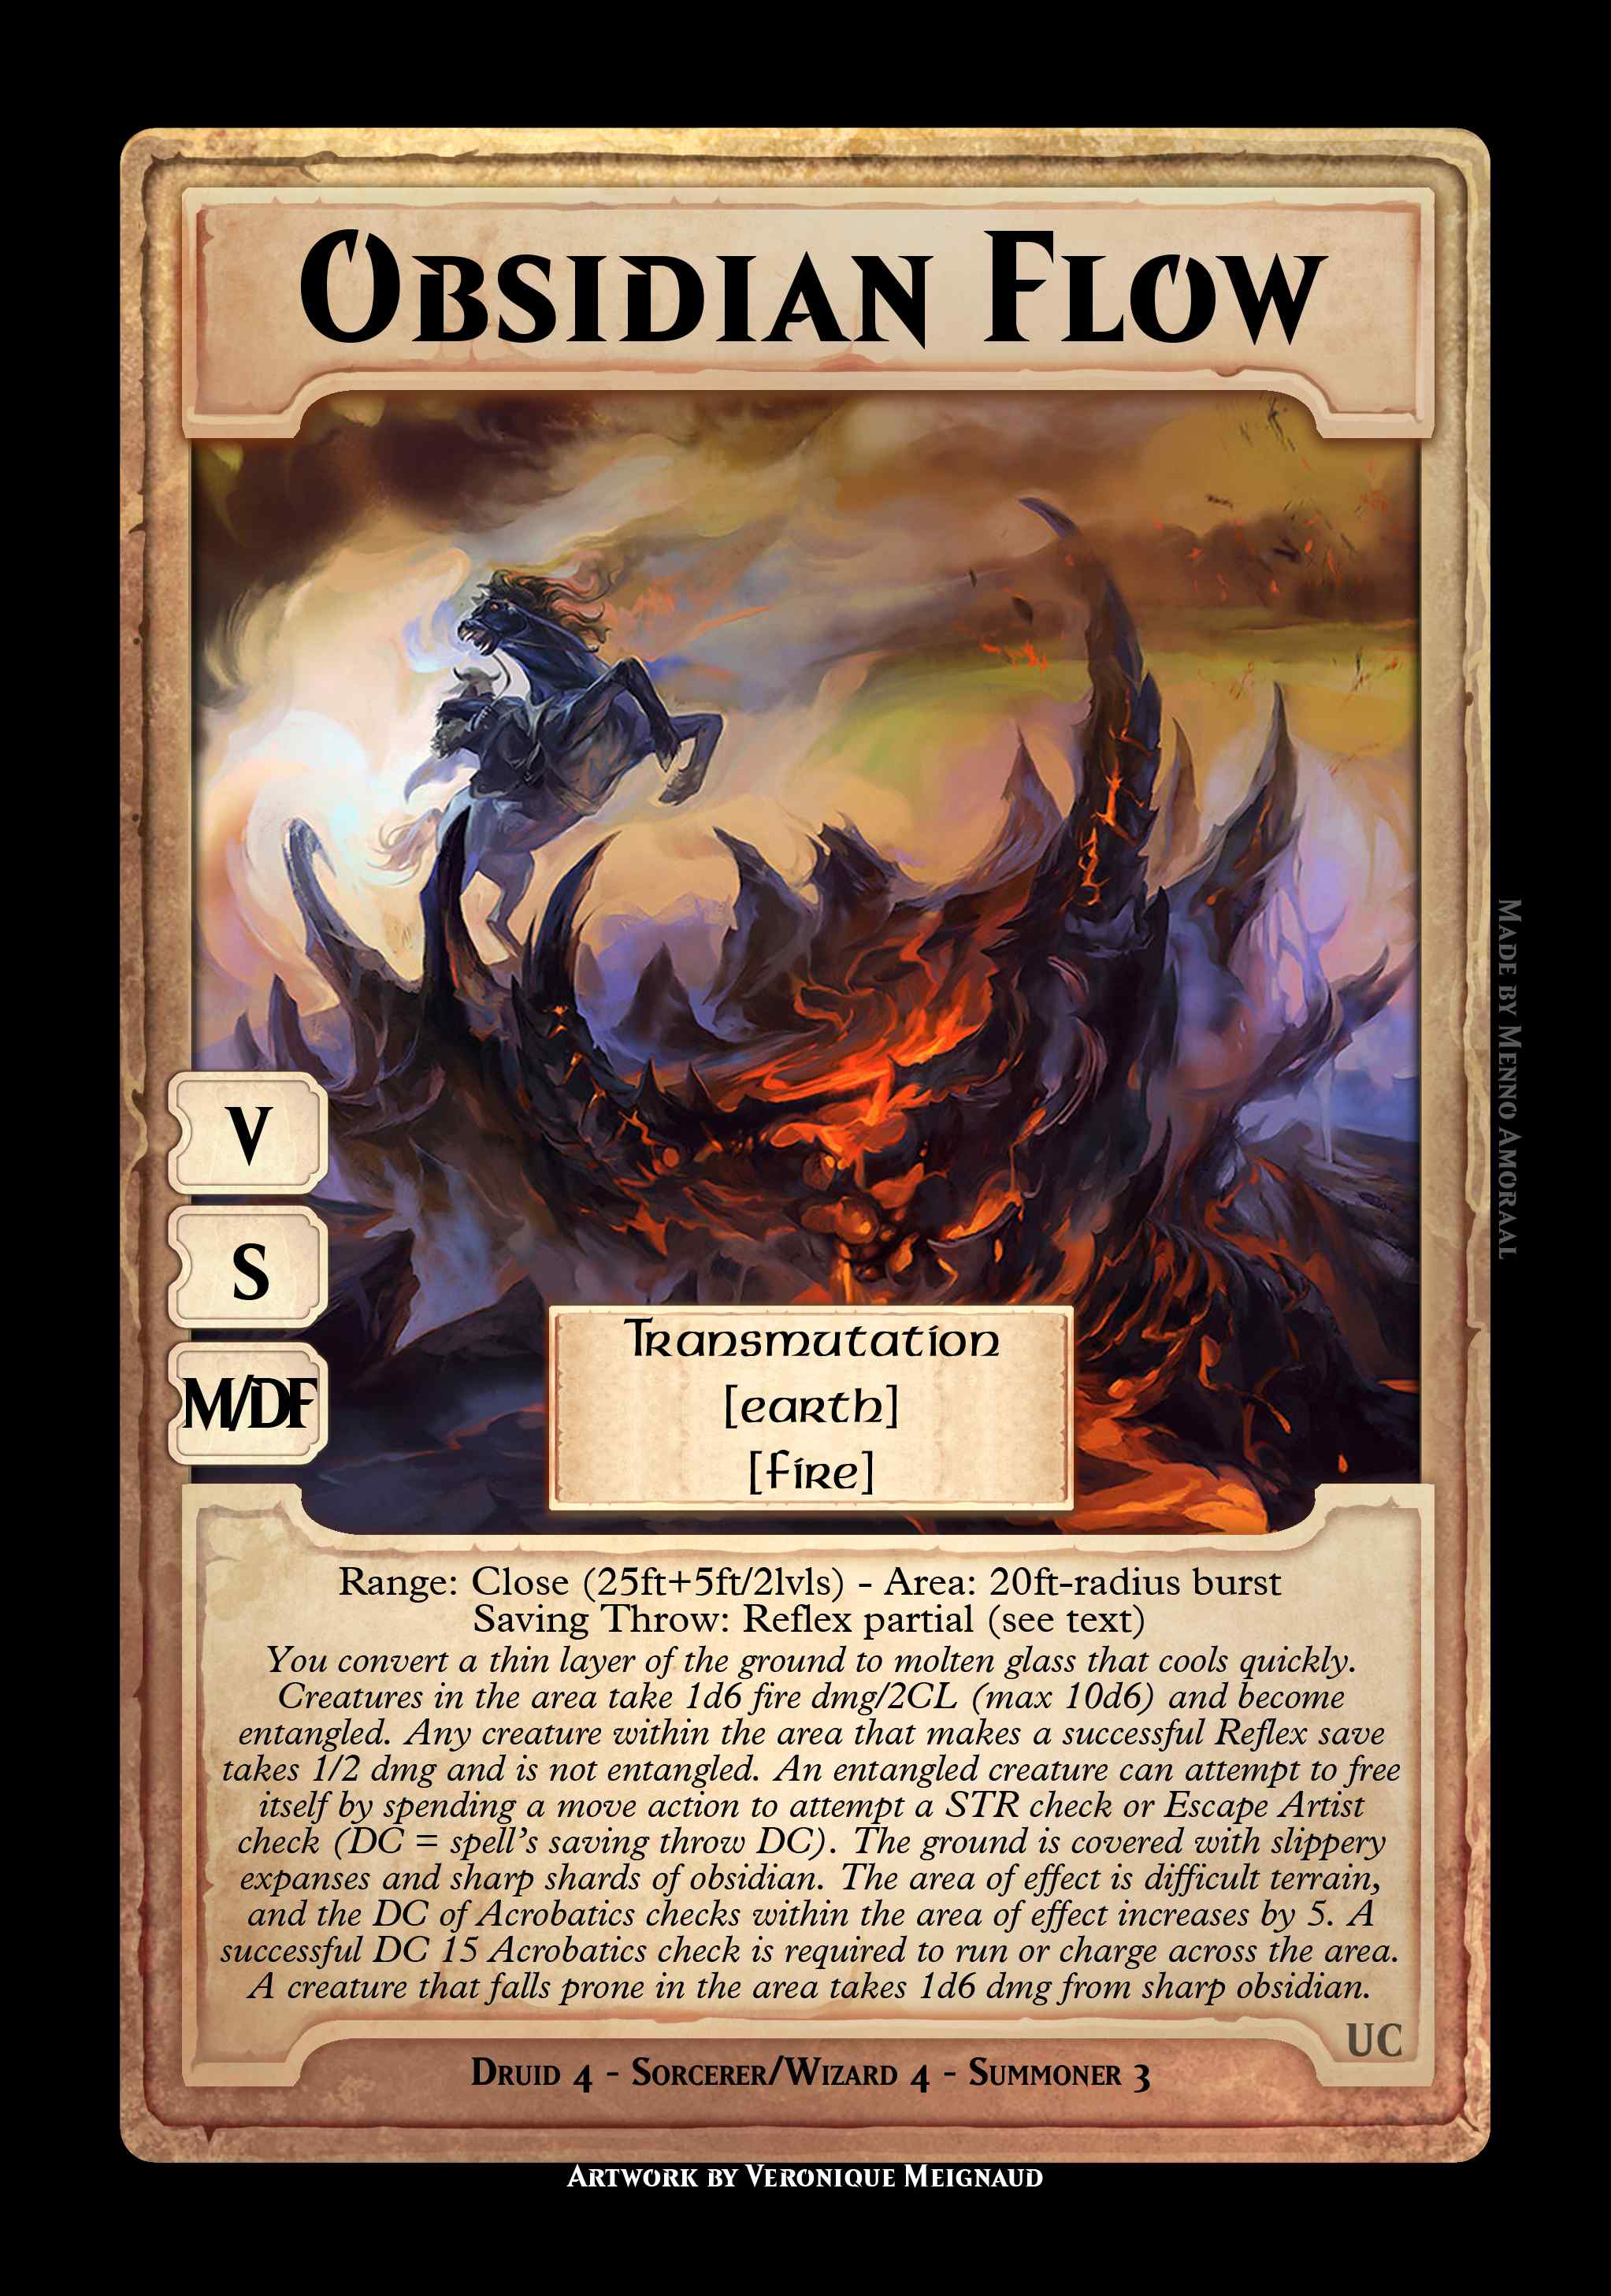 Obsidian Flow
V
S
M/DF
Transmutation
[earth]
[fire]
Range: Close (25ft+5ft/2lvls) - Area: 20ft-radius burst
Saving Throw: Reflex partial (see text)
You convert a thin layer of the ground to molten glass that cools quickly.
Creatures in the area take 1d6 fire dmg/2CL (max 10d6) and become
entangled. Any creature within the area that makes a successful Reflex save
takes 1/2 dmg and is not entangled. An entangled creature can attempt to free
itself by spending a move action to attempt a STR check or Escape Artist
check (DC = spell's saving throw DC). The ground is covered with slippery
expanses and sharp shards of obsidian. The area of effect is difficult terrain,
and the DC of Acrobatics checks within the area of effect increases by 5. A
successful DC 15 Acrobatics check is required to run or charge across the area.
A creature that falls prone in the area takes 1d6 dmg from sharp obsidian.
UC
Druid 4 - Sorcerer/Wizard 4 - Summoner 3
Artwork by Veronique Meignaud
Made by Menno Amoraal